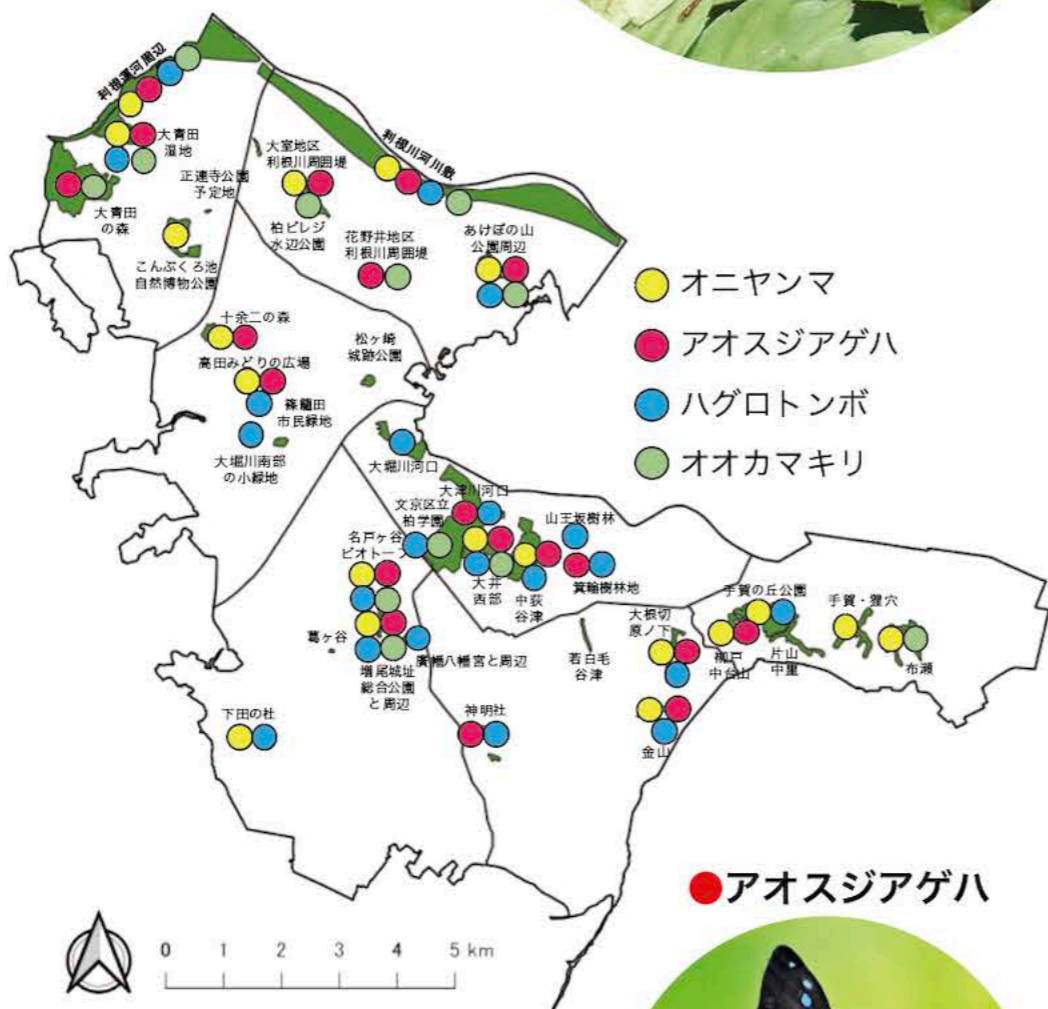 利根運河周辺
大青田
湿地
大青田
の森
正連寺公園
予定地
こんぶくろ池
自然博物公園
大室地区
利根川周囲堤
柏ビレジ
水辺公園
利根川河川敷
花野井地区
利根川周囲堤
あけぼの山
公園周辺
オニヤンマ
アオスジアゲハ
ハグロトンボ
オオカマキリ
十余二の森
高田みどりの広場
篠籠田
市民緑地
大堀川南部
の小緑地
松ヶ崎
城跡公園
大堀川河口
大津川河口
文京区立
柏学園
名戸ヶ谷
ビオトープ
大井
西部
中萩
谷津
山王坂樹林
箕輪樹林地
葛ヶ谷
廣幡八幡宮と周辺
増尾城址
総合公園
と周辺
若白毛
谷津
大根切
原ノ下
手賀の丘公園
柳戸
中台山
片山
中里
手賀・狸穴
布瀬
下田の杜
神明社
金山
アオスジアゲハ
0 1 2 3 4 5 km